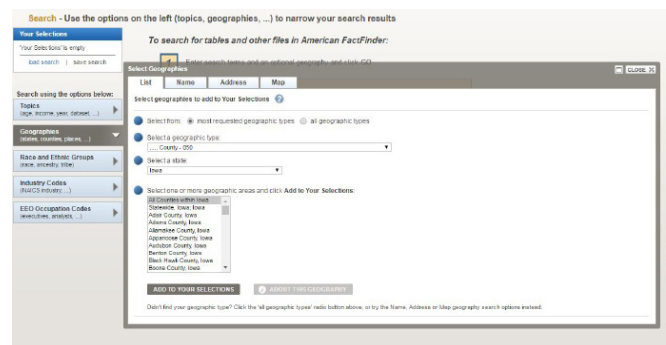 Search - Use the options on the left (topics, geographies, ...) to narrow your search results
Your Selections
'Your Selections' is empty
load search | save search
To search for tables and other files in American FactFinder:
Enter search terms and an optional geography and click GO
Search using the options below:
Topics
(age, income, year, dataset, ...)
Geographies
(states, counties, places, ...)
Race and Ethnic Groups
(race, ancestry, tribe)
Industry Codes
(NAICS industry, ...)
EEO Occupation Codes
(executives, analysts, ...)
Select Geographies
CLOSE X
List Name Address Map
Select geographies to add to Your Selections ?
Select from: most requested geographic types all geographic types
Select a geographic type:
..... County - 050
Select a state:
Iowa
Select one or more geographic areas and click Add to Your Selections:
All Counties within Iowa
Statewide, Iowa, Iowa
Adair County, Iowa
Adams County, Iowa
Allamakee County, Iowa
Appanoose County, Iowa
Audubon County, Iowa
Benton County, Iowa
Black Hawk County, Iowa
Boone County, Iowa
ADD TO YOUR SELECTIONS
ABOUT THIS GEOGRAPHY
Didn't find your geographic type? Click the 'all geographic types' radio button above, or try the Name, Address or Map geography search options instead.